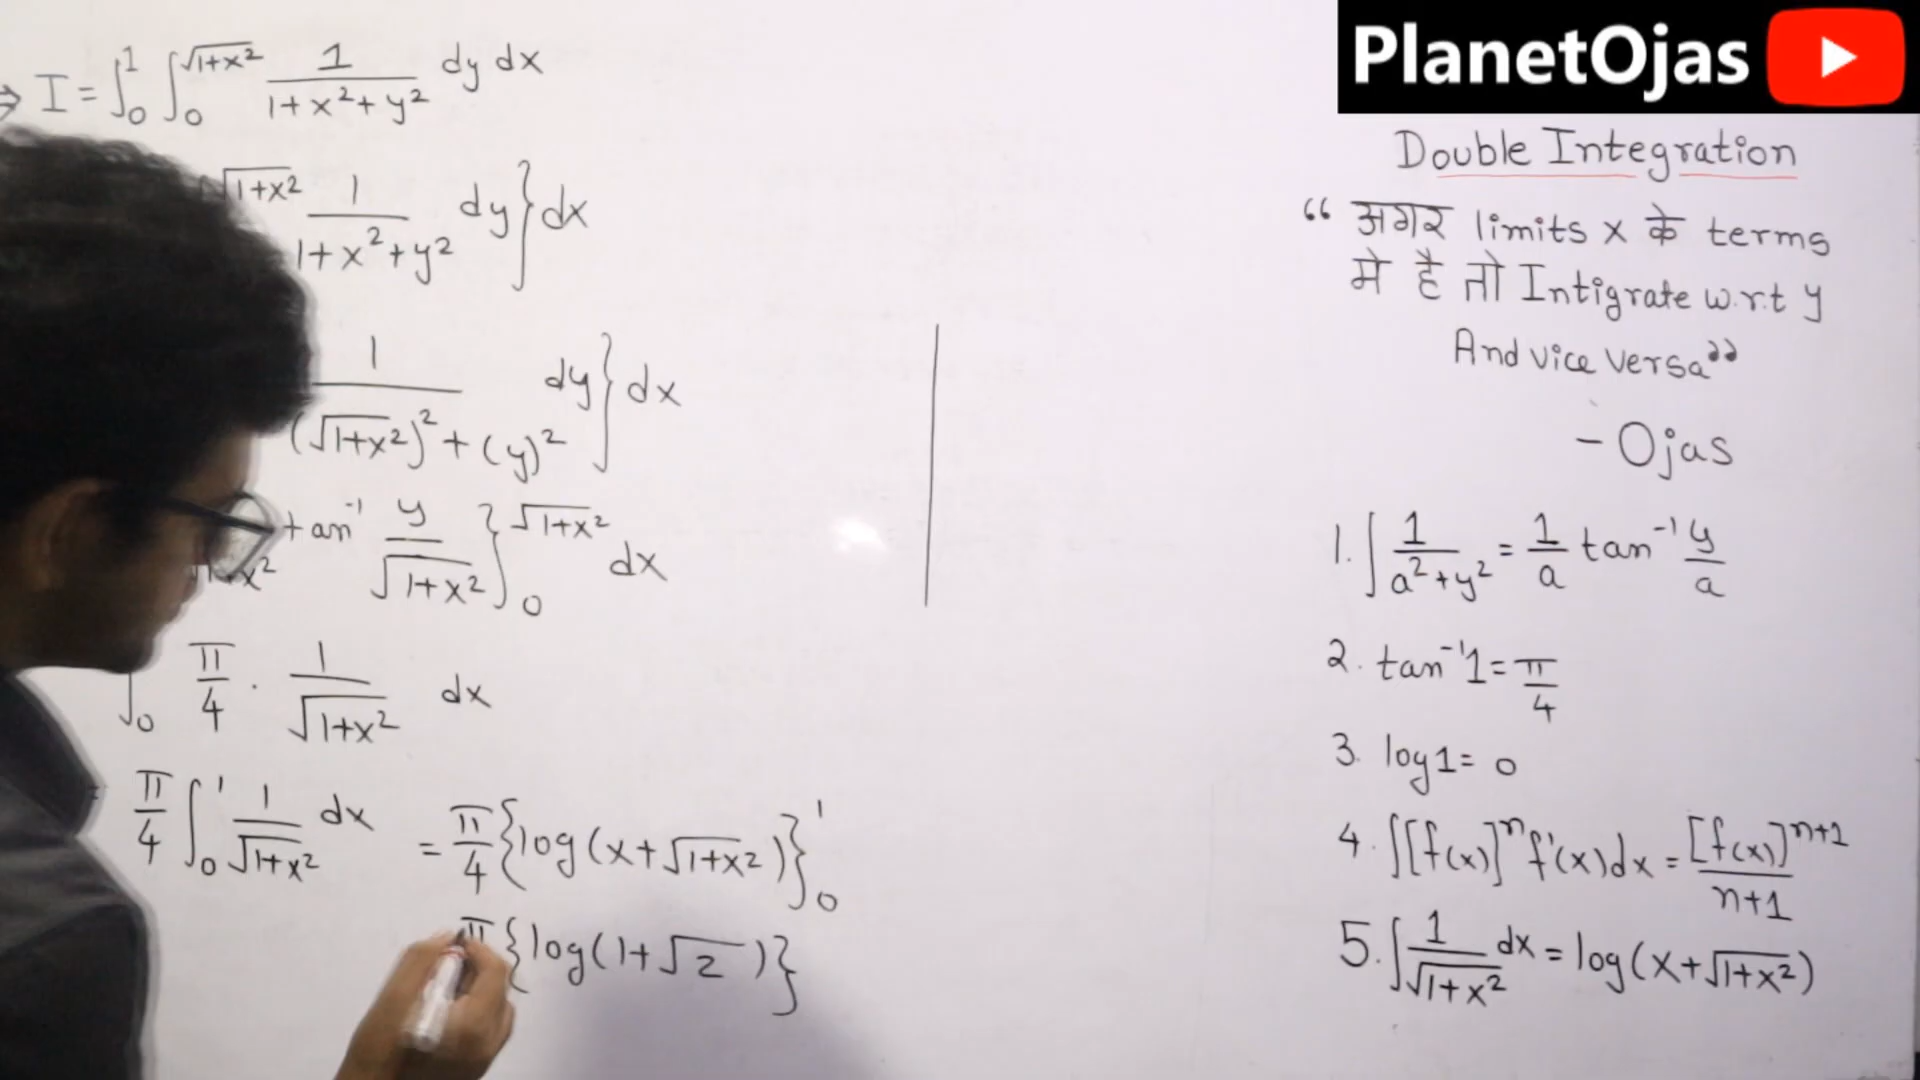 ⇒ I = ∫₀¹ ∫₀^√(1+x²) 1/(1+x²+y²) dy dx
√(1+x²) 1/(1+x²+y²) dy} dx
1/((√(1+x²))²+(y)²) dy} dx
tan⁻¹ y/√(1+x²)}₀^√(1+x²) dx
∫₀ π/4 · 1/√(1+x²) dx
π/4 ∫₀¹ 1/√(1+x²) dx = π/4 {log(x+√(1+x²))}₀¹
π {log(1+√2)}
PlanetOjas
Double Integration
“ अगर limits x के terms
मे है तो Intigrate w.r.t y
And vice versa”
- Ojas
1. ∫ 1/(a²+y²) = 1/a tan⁻¹ y/a
2. tan⁻¹1 = π/4
3. log1 = 0
4. ∫[f(x)]ⁿ f'(x)dx = [f(x)]ⁿ⁺¹/(n+1)
5. ∫ 1/√(1+x²) dx = log(x+√(1+x²))